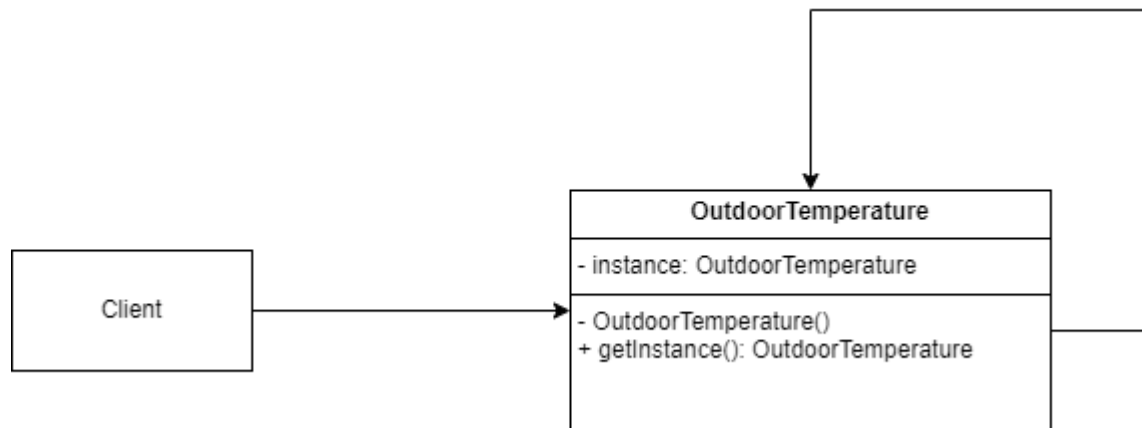 OutdoorTemperature
- instance: OutdoorTemperature
Client
- OutdoorTemperature()
+ getInstance(): OutdoorTemperature